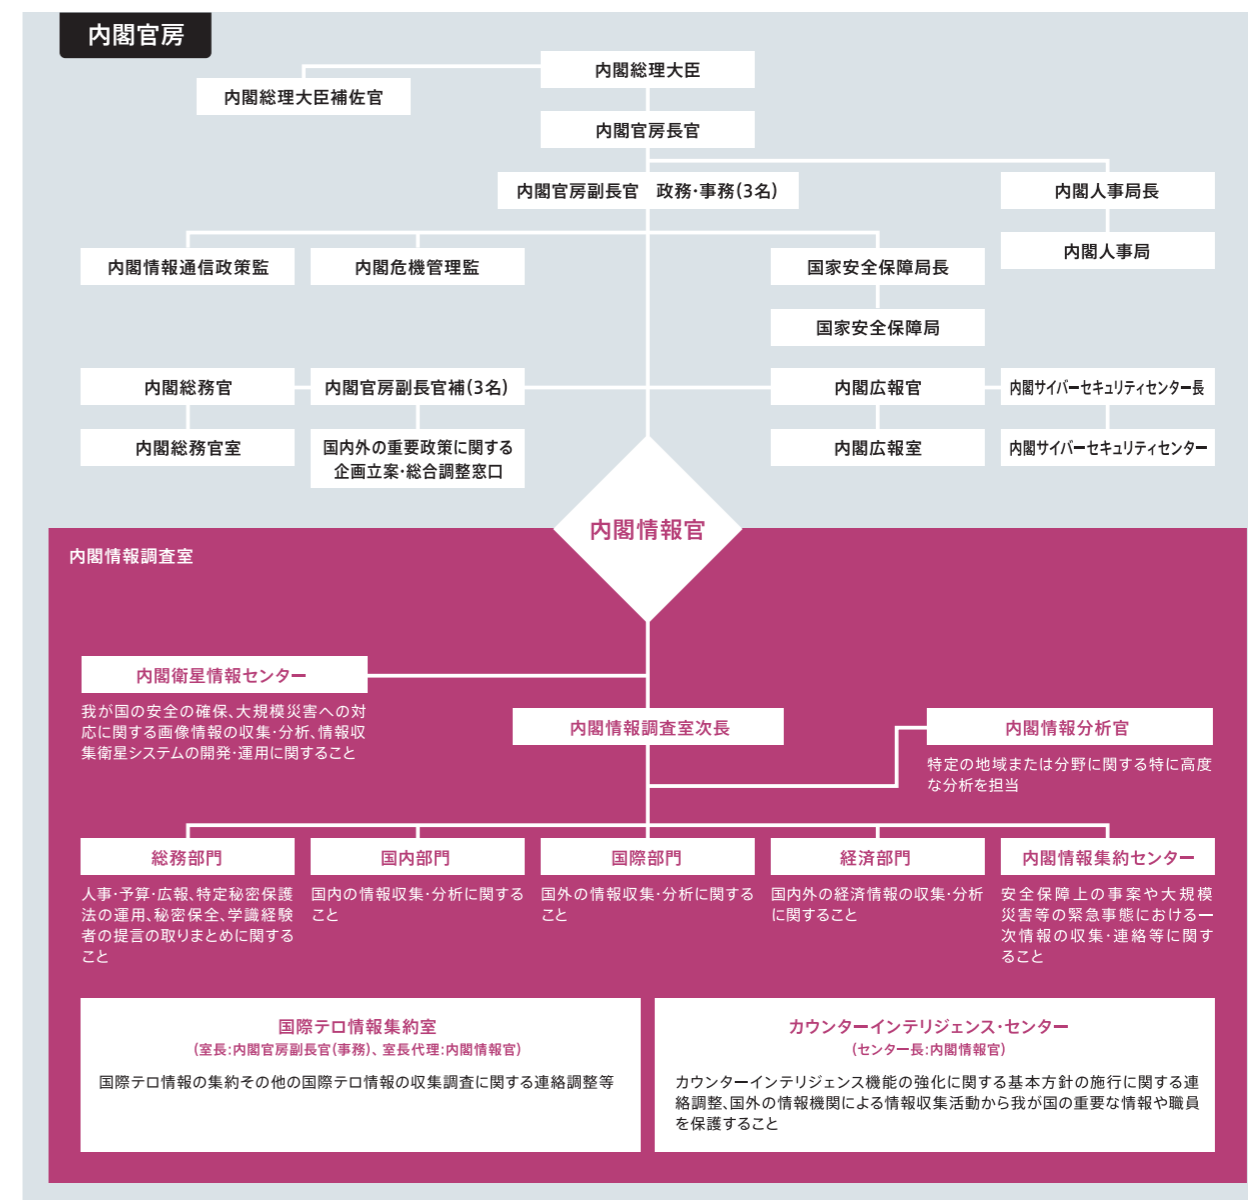 内閣官房
内閣総理大臣
内閣総理大臣補佐官
内閣官房長官
内閣官房副長官　政務・事務(3名)
内閣人事局長
内閣人事局
内閣情報通信政策監
内閣危機管理監
国家安全保障局長
国家安全保障局
内閣総務官
内閣官房副長官補(3名)
内閣広報官
内閣サイバーセキュリティセンター長
内閣総務官室
国内外の重要政策に関する
企画立案・総合調整窓口
内閣広報室
内閣サイバーセキュリティセンター
内閣情報官
内閣情報調査室
内閣衛星情報センター
我が国の安全の確保、大規模災害への対
応に関する画像情報の収集・分析、情報収
集衛星システムの開発・運用に関すること
内閣情報調査室次長
内閣情報分析官
特定の地域または分野に関する特に高度
な分析を担当
総務部門
人事・予算・広報、特定秘密保護
法の運用、秘密保全、学識経験
者の提言の取りまとめに関する
こと
国内部門
国内の情報収集・分析に関する
こと
国際部門
国外の情報収集・分析に関する
こと
経済部門
国内外の経済情報の収集・分析
に関すること
内閣情報集約センター
安全保障上の事案や大規模
災害等の緊急事態における一
次情報の収集・連絡等に関す
ること
国際テロ情報集約室
(室長:内閣官房副長官(事務)、室長代理:内閣情報官)
国際テロ情報の集約その他の国際テロ情報の収集調査に関する連絡調整等
カウンターインテリジェンス・センター
(センター長:内閣情報官)
カウンターインテリジェンス機能の強化に関する基本方針の施行に関する連
絡調整、国外の情報機関による情報収集活動から我が国の重要な情報や職員
を保護すること